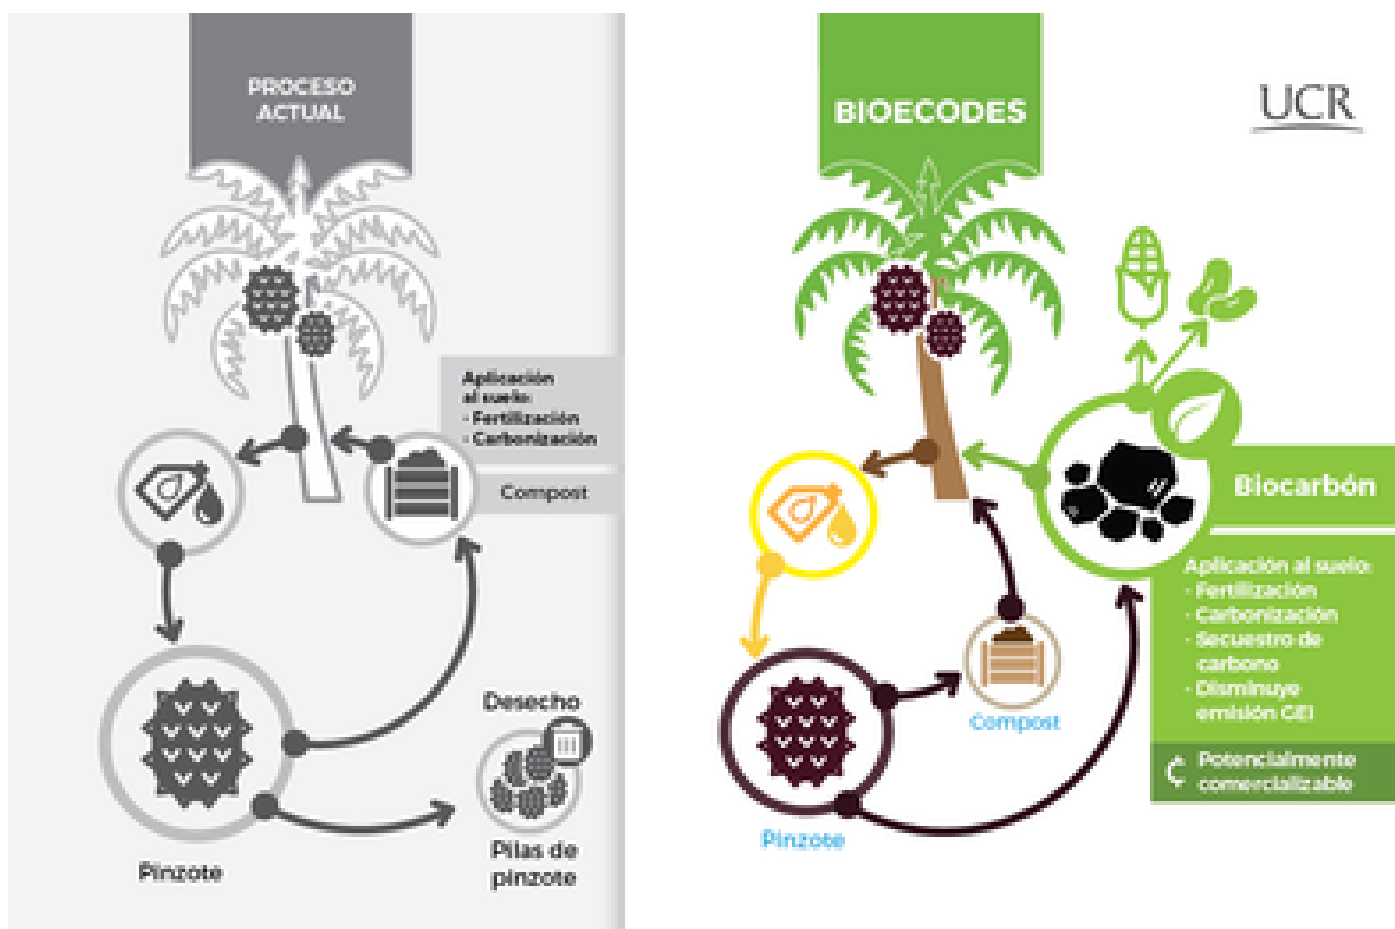 PROCESO
ACTUAL
Aplicación
al suelo:
- Fertilización
- Carbonización
Compost
Desecho
Pilas de
pinzote
Pinzote
BIOECODES
UCR
Biocarbón
Aplicación al suelo:
- Fertilización
- Carbonización
- Secuestro de
carbono
- Disminuye
emisión GEI
₡ Potencialmente
comercializable
Compost
Pinzote